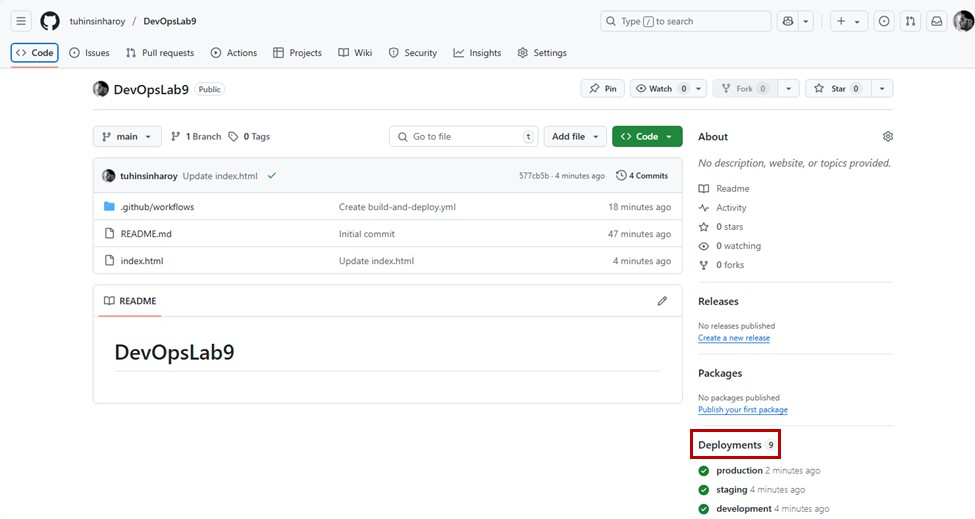 tuhinsinharoy / DevOpsLab9
Type / to search
Code Issues Pull requests Actions Projects Wiki Security Insights Settings
DevOpsLab9 Public
Pin Watch 0 Fork 0 Star 0
main 1 Branch 0 Tags Go to file t Add file Code
tuhinsinharoy Update index.html 577cb5b · 4 minutes ago 4 Commits
.github/workflows Create build-and-deploy.yml 18 minutes ago
README.md Initial commit 47 minutes ago
index.html Update index.html 4 minutes ago
README
DevOpsLab9
About
No description, website, or topics provided.
Readme
Activity
0 stars
0 watching
0 forks
Releases
No releases published
Create a new release
Packages
No packages published
Publish your first package
Deployments 9
production 2 minutes ago
staging 4 minutes ago
development 4 minutes ago